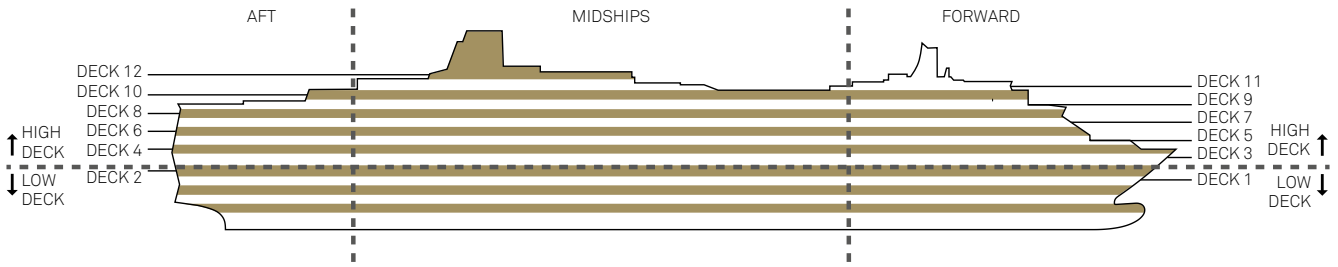 AFT
MIDSHIPS
FORWARD
DECK 12
DECK 10
DECK 8
DECK 6
DECK 4
DECK 2
HIGH
DECK
LOW
DECK
DECK 11
DECK 9
DECK 7
DECK 5
DECK 3
DECK 1
HIGH
DECK
LOW
DECK